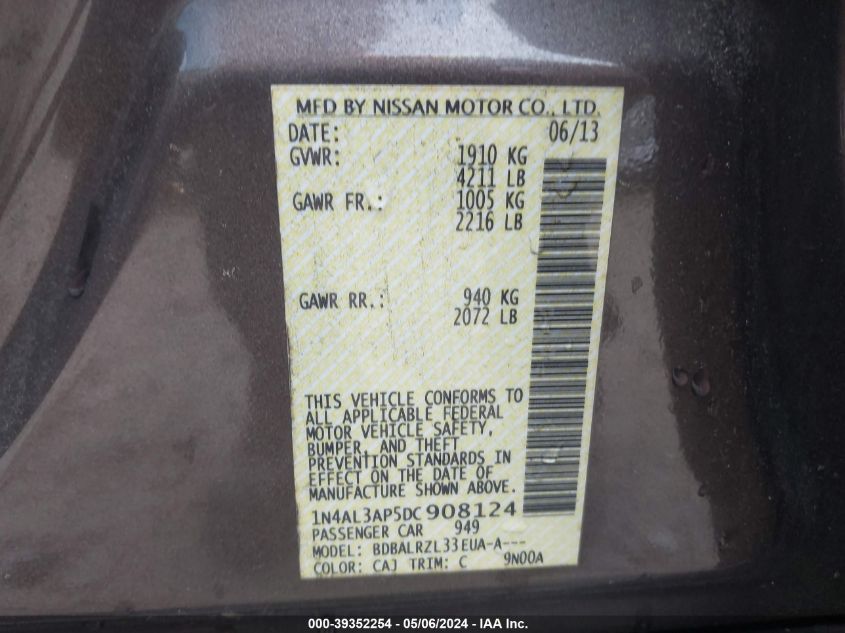 MFD BY NISSAN MOTOR CO., LTD.
DATE: 06/13
GVWR: 1910 KG
4211 LB
GAWR FR.: 1005 KG
2216 LB
GAWR RR.: 940 KG
2072 LB
THIS VEHICLE CONFORMS TO
ALL APPLICABLE FEDERAL
MOTOR VEHICLE SAFETY,
BUMPER, AND THEFT
PREVENTION STANDARDS IN
EFFECT ON THE DATE OF
MANUFACTURE SHOWN ABOVE.
1N4AL3AP5DC908124
PASSENGER CAR 949
MODEL: BDBALRZL33EUA-A---
COLOR: CAJ TRIM: C 9N00A
000-39352254 - 05/06/2024 - IAA Inc.